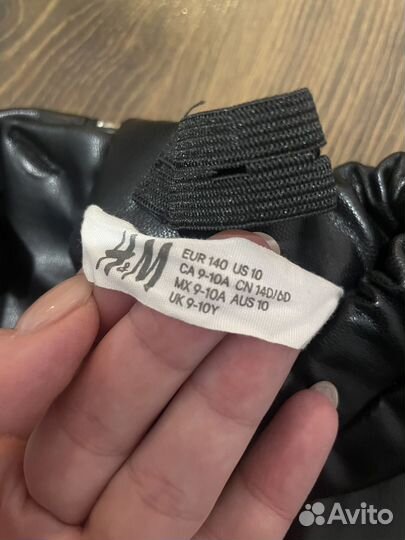 H&M
EUR 140 US 10
CA 9-10A CN 140/60
MX 9-10A AUS 10
UK 9-10Y
Avito